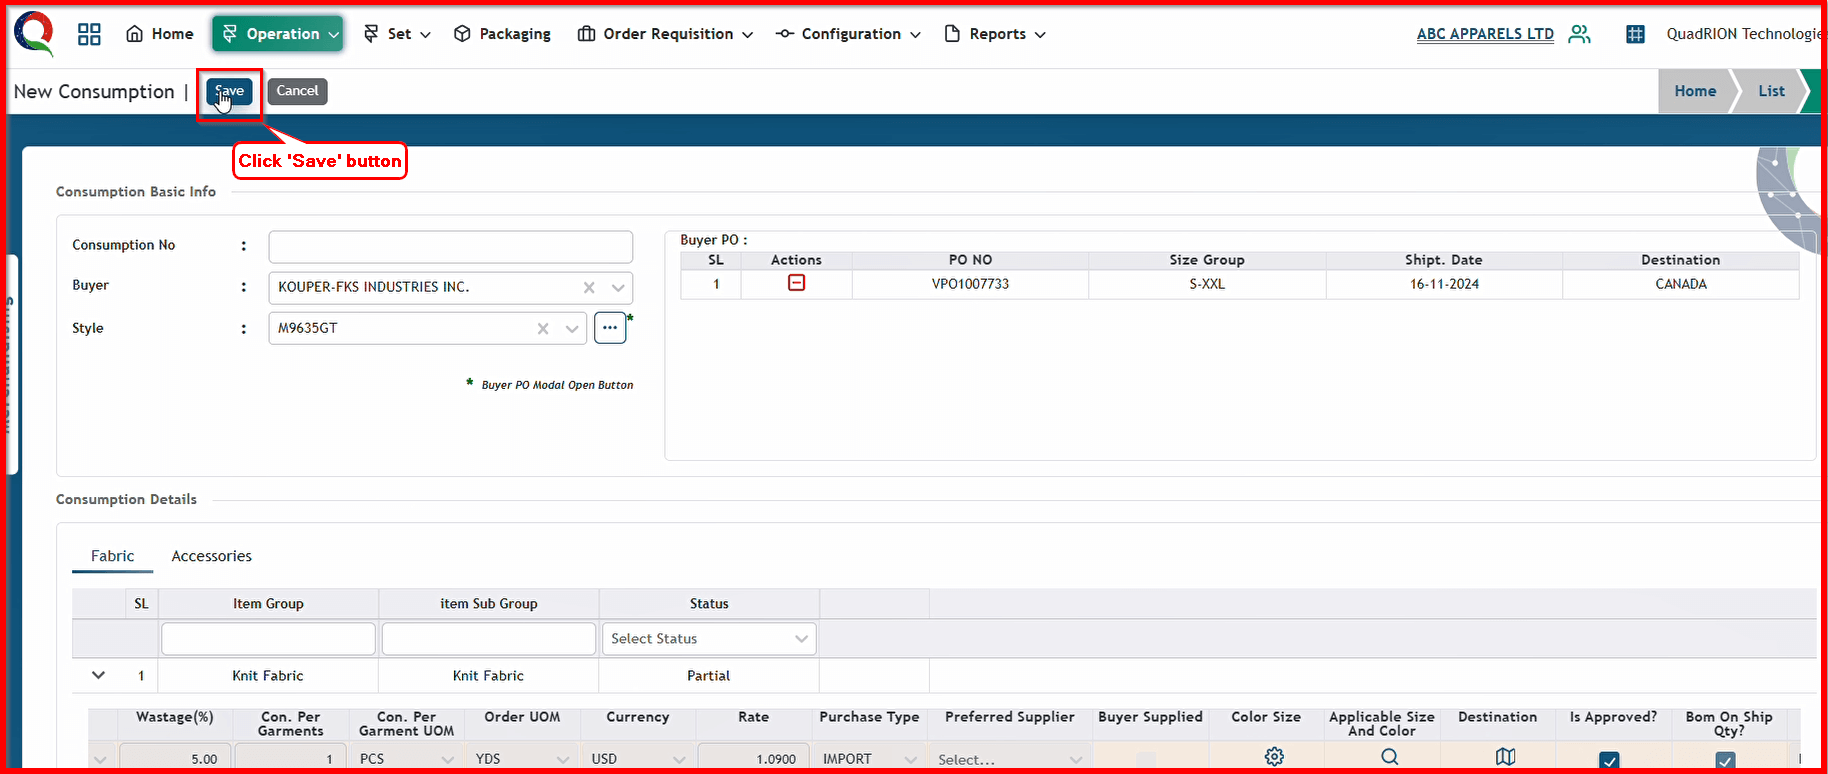 Home
Operation
Set
Packaging
Order Requisition
Configuration
Reports
ABC APPARELS LTD
QuadRION Technologie
New Consumption |
Save
Cancel
Home
List
Click 'Save' button
Consumption Basic Info
Consumption No :
Buyer : KOUPER-FKS INDUSTRIES INC.
Style : M9635GT
... *
* Buyer PO Modal Open Button
Buyer PO :
SL Actions PO NO Size Group Shipt. Date Destination
1 VPO1007733 S-XXL 16-11-2024 CANADA
Consumption Details
Fabric Accessories
SL Item Group item Sub Group Status
Select Status
1 Knit Fabric Knit Fabric Partial
Wastage(%) Con. Per Garments Con. Per Garment UOM Order UOM Currency Rate Purchase Type Preferred Supplier Buyer Supplied Color Size Applicable Size And Color Destination Is Approved? Bom On Ship Qty?
5.00 1 PCS YDS USD 1.0900 IMPORT Select...